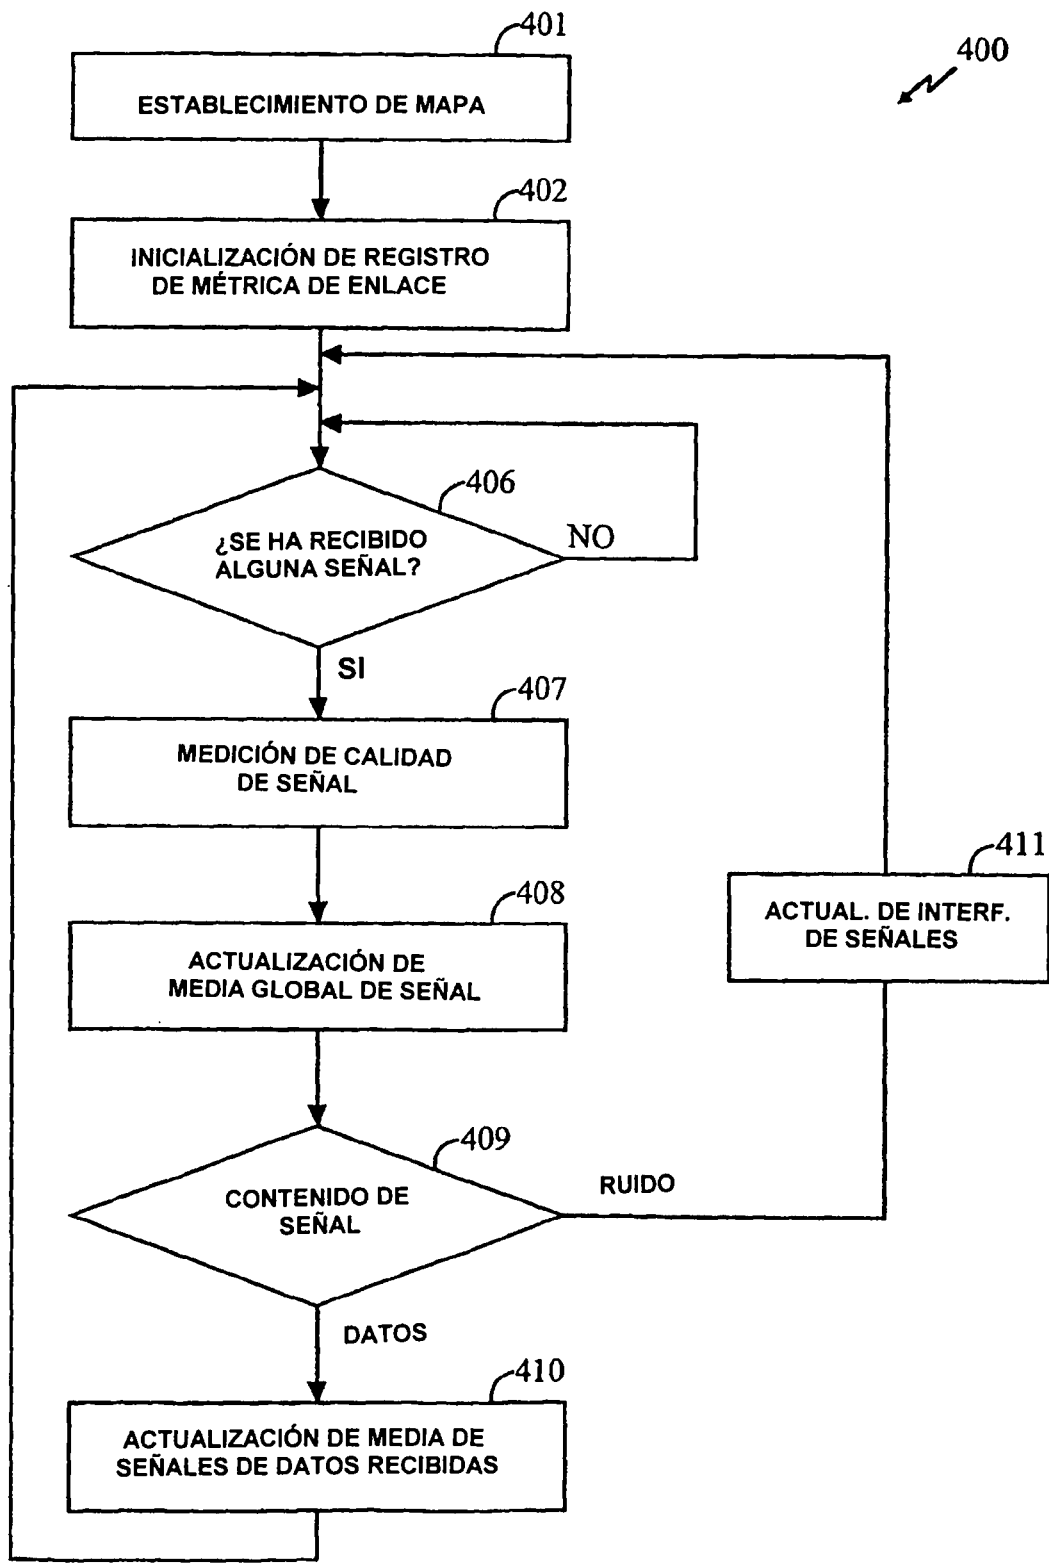 401
400
ESTABLECIMIENTO DE MAPA
402
INICIALIZACIÓN DE REGISTRO
DE MÉTRICA DE ENLACE
406
¿SE HA RECIBIDO
ALGUNA SEÑAL?
NO
SI
407
MEDICIÓN DE CALIDAD
DE SEÑAL
411
ACTUAL. DE INTERF.
DE SEÑALES
408
ACTUALIZACIÓN DE
MEDIA GLOBAL DE SEÑAL
409
CONTENIDO DE
SEÑAL
RUIDO
DATOS
410
ACTUALIZACIÓN DE MEDIA DE
SEÑALES DE DATOS RECIBIDAS